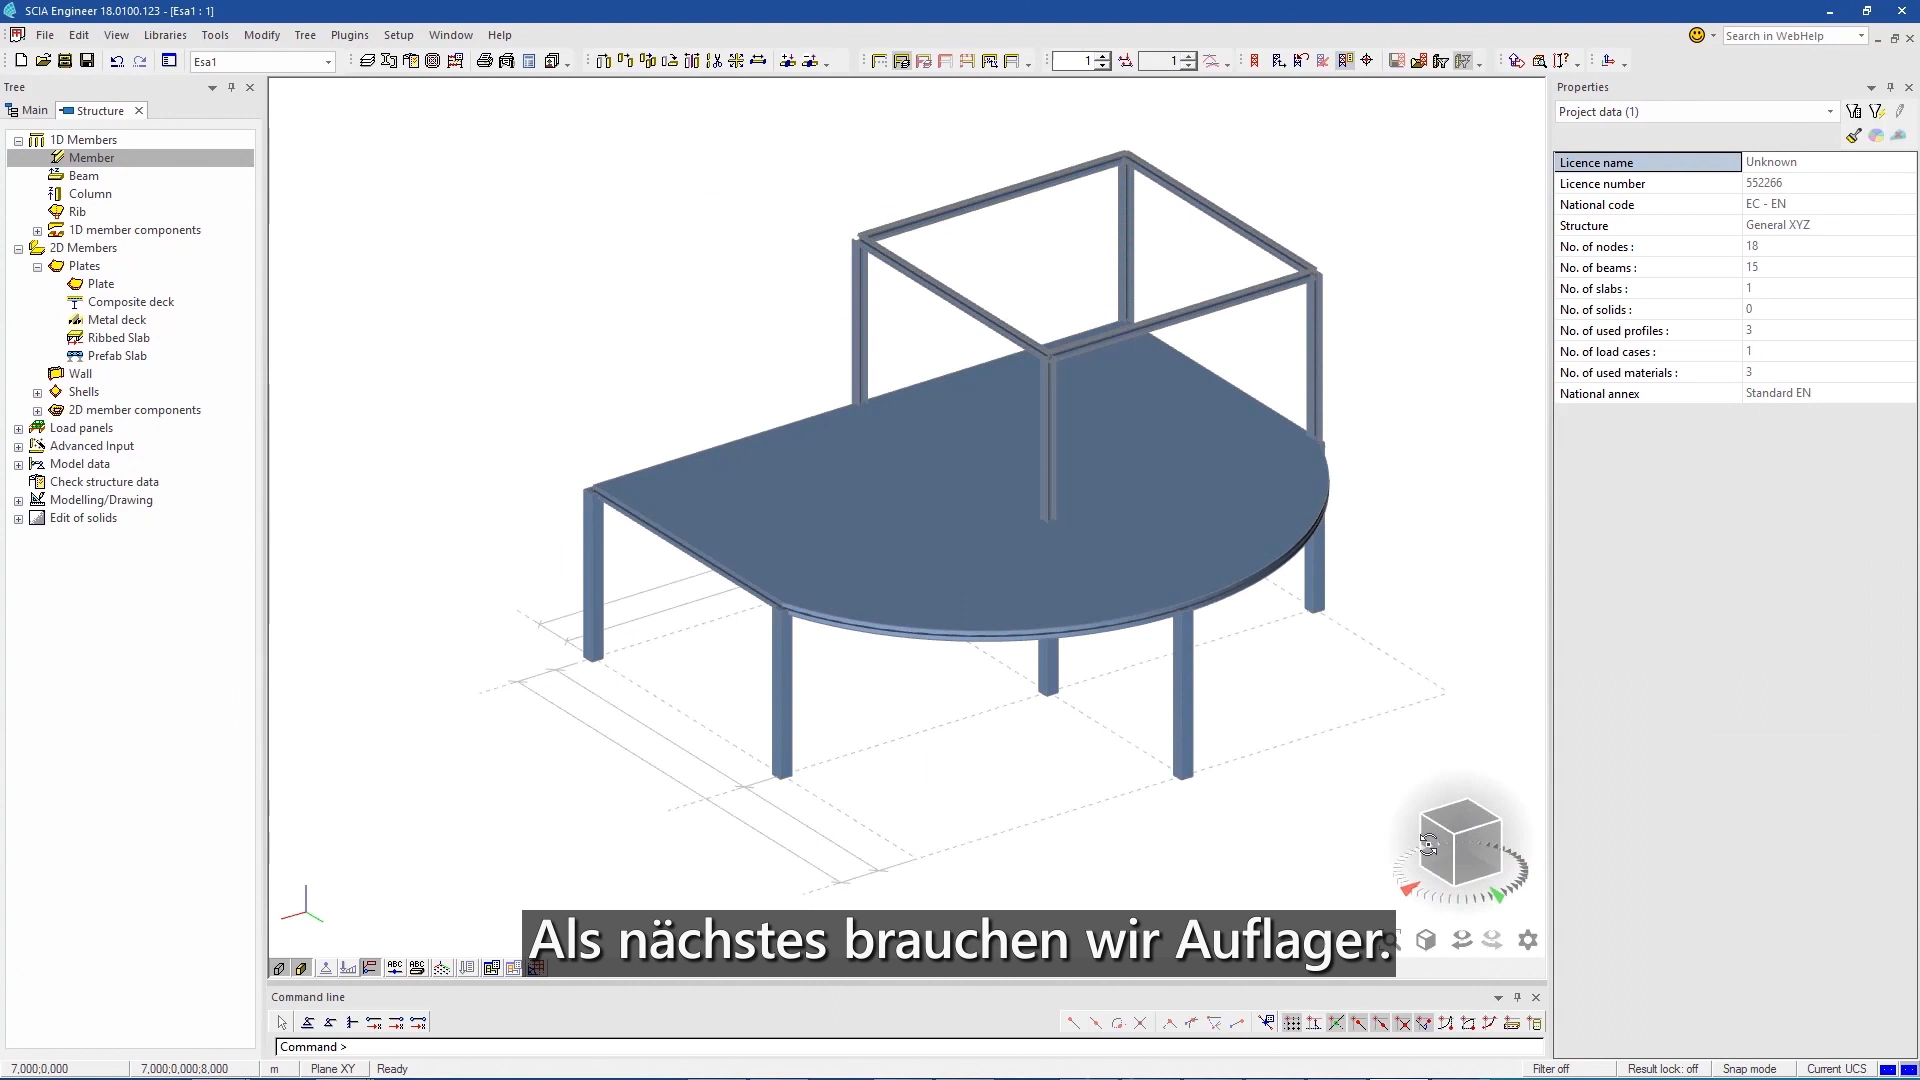 SCIA Engineer 18.0100.123 - [Esa1 : 1]
File Edit View Libraries Tools Modify Tree Plugins Setup Window Help
Search in WebHelp
Esa1
1
1
Tree
Main
Structure
1D Members
Member
Beam
Column
Rib
1D member components
2D Members
Plates
Plate
Composite deck
Metal deck
Ribbed Slab
Prefab Slab
Wall
Shells
2D member components
Load panels
Advanced Input
Model data
Check structure data
Modelling/Drawing
Edit of solids
Properties
Project data (1)
Licence name Unknown
Licence number 552266
National code EC - EN
Structure General XYZ
No. of nodes : 18
No. of beams : 15
No. of slabs : 1
No. of solids : 0
No. of used profiles : 3
No. of load cases : 1
No. of used materials : 3
National annex Standard EN
Als nächstes brauchen wir Auflager.
ABC
ABC
Command line
Command >
7,000;0,000 7,000;0,000;8,000 m Plane XY Ready
Filter off Result lock: off Snap mode Current UCS